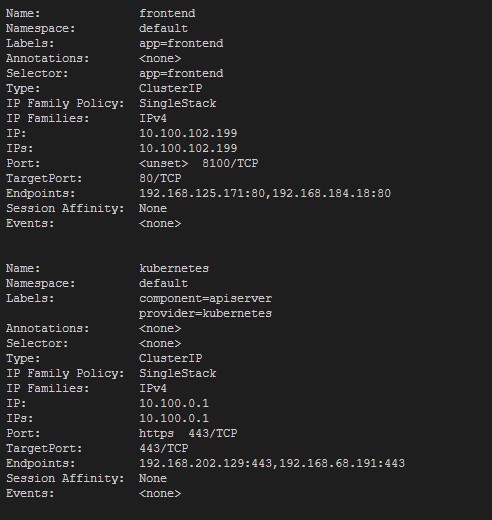 Name:              frontend
Namespace:         default
Labels:            app=frontend
Annotations:       <none>
Selector:          app=frontend
Type:              ClusterIP
IP Family Policy:  SingleStack
IP Families:       IPv4
IP:                10.100.102.199
IPs:               10.100.102.199
Port:              <unset>  8100/TCP
TargetPort:        80/TCP
Endpoints:         192.168.125.171:80,192.168.184.18:80
Session Affinity:  None
Events:            <none>
Name:              kubernetes
Namespace:         default
Labels:            component=apiserver
                   provider=kubernetes
Annotations:       <none>
Selector:          <none>
Type:              ClusterIP
IP Family Policy:  SingleStack
IP Families:       IPv4
IP:                10.100.0.1
IPs:               10.100.0.1
Port:              https  443/TCP
TargetPort:        443/TCP
Endpoints:         192.168.202.129:443,192.168.68.191:443
Session Affinity:  None
Events:            <none>